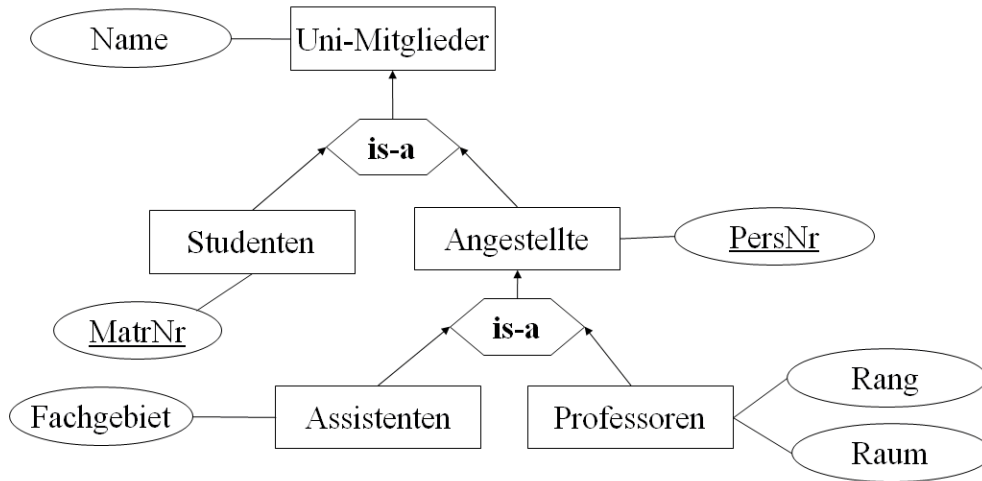 Name
Uni-Mitglieder
is-a
Studenten
Angestellte
PersNr
MatrNr
is-a
Fachgebiet
Assistenten
Professoren
Rang
Raum